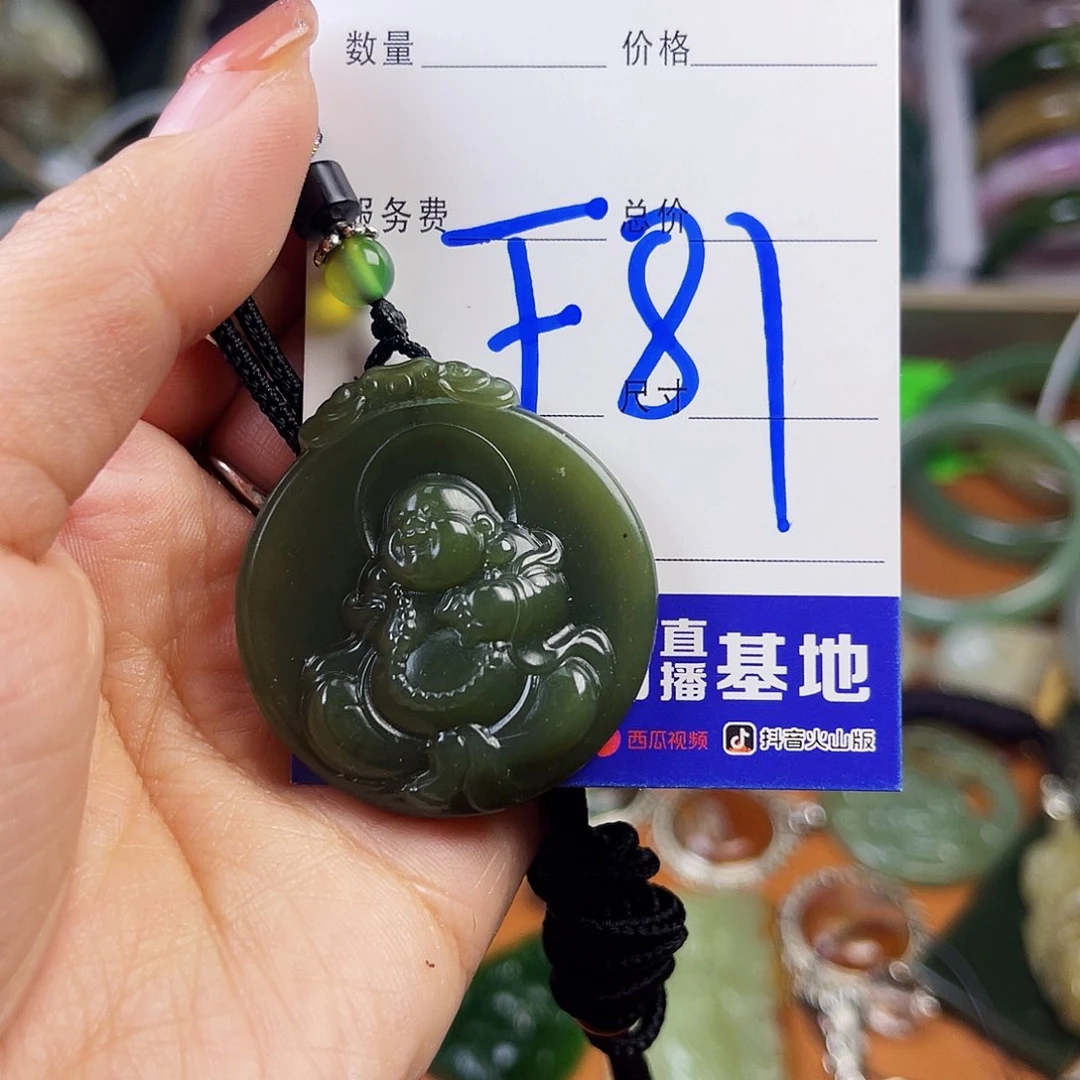 数量 价格
服务费 总价
F81
尺寸
直播基地
西瓜视频 抖音火山版